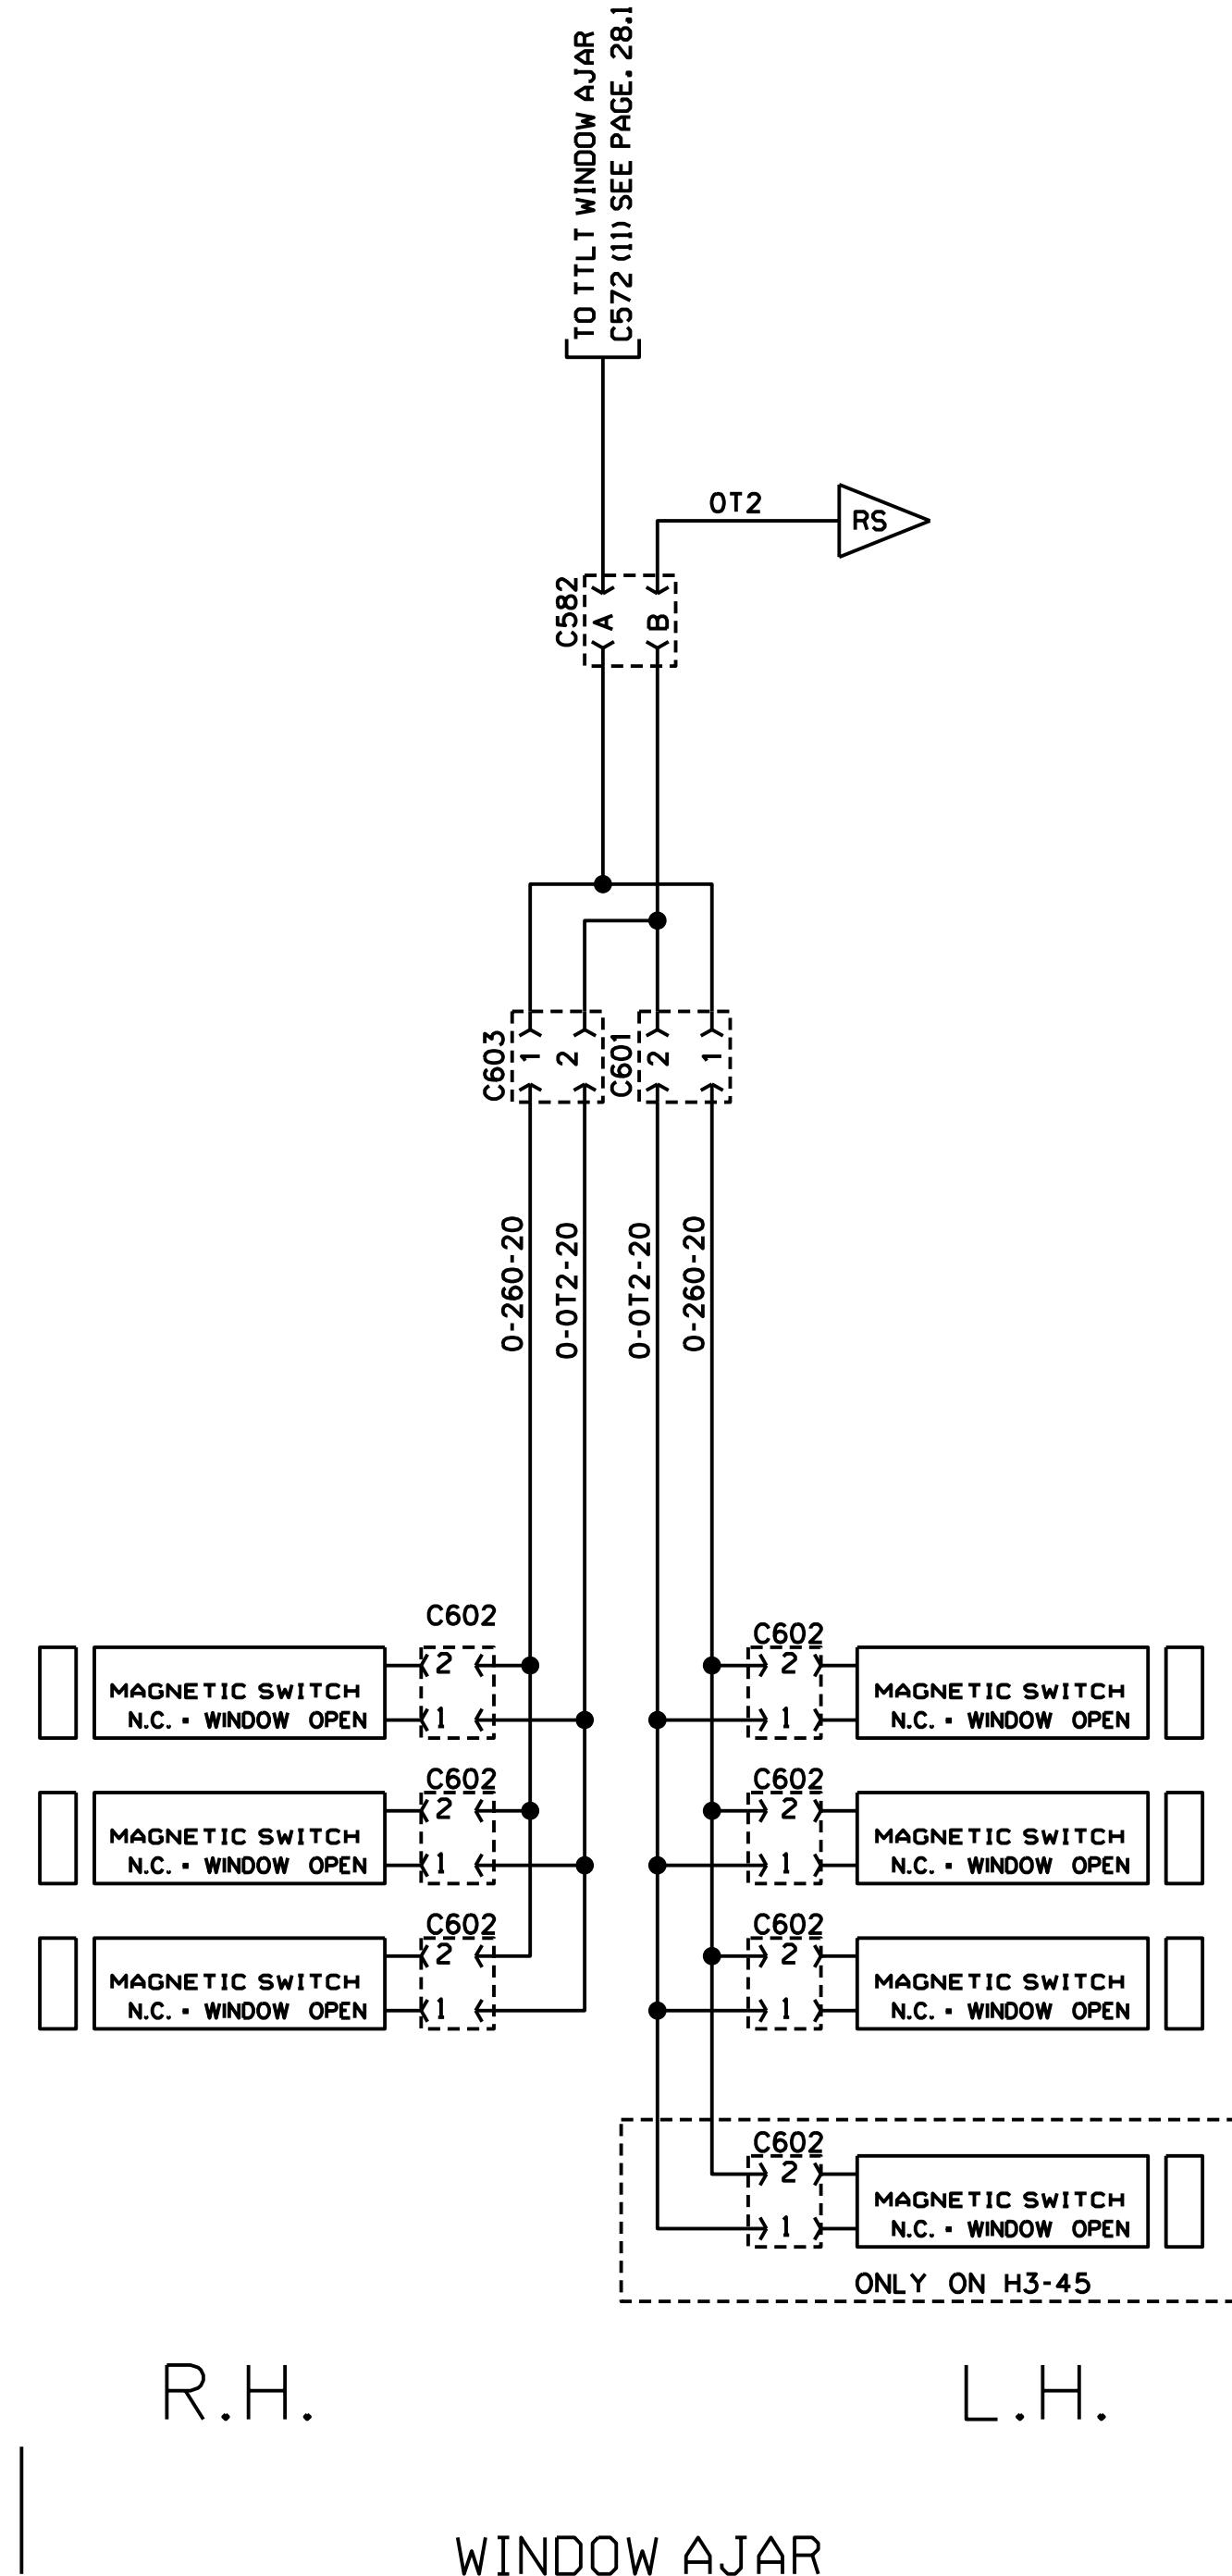 TO TTLT WINDOW AJAR
C572 (11) SEE PAGE. 28.1
OT2
RS
C582
A
B
C603
1
2
C601
2
1
0-260-20
0-0T2-20
0-0T2-20
0-260-20
C602
2
1
MAGNETIC SWITCH
N.C. - WINDOW OPEN
C602
2
1
MAGNETIC SWITCH
N.C. - WINDOW OPEN
C602
2
1
MAGNETIC SWITCH
N.C. - WINDOW OPEN
C602
2
1
MAGNETIC SWITCH
N.C. - WINDOW OPEN
C602
2
1
MAGNETIC SWITCH
N.C. - WINDOW OPEN
C602
2
1
MAGNETIC SWITCH
N.C. - WINDOW OPEN
C602
2
1
MAGNETIC SWITCH
N.C. - WINDOW OPEN
ONLY ON H3-45
R.H.
L.H.
WINDOW AJAR